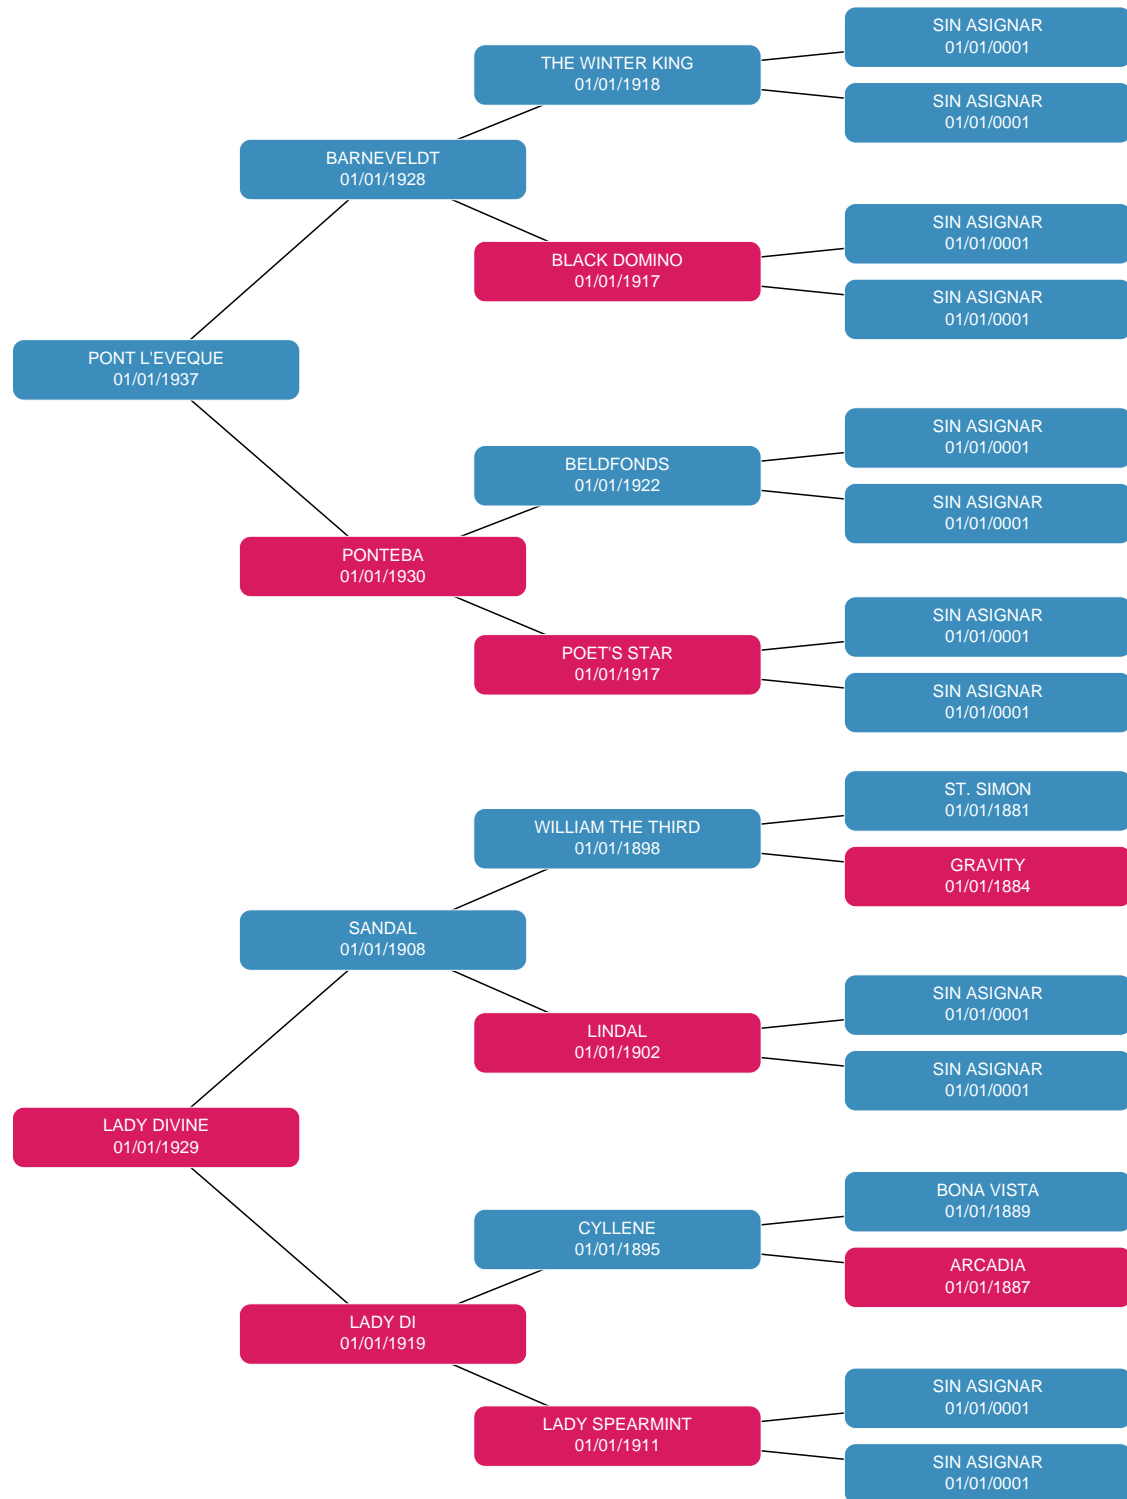 SIN ASIGNAR
01/01/0001
THE WINTER KING
01/01/1918
SIN ASIGNAR
01/01/0001
BARNEVELDT
01/01/1928
SIN ASIGNAR
01/01/0001
BLACK DOMINO
01/01/1917
SIN ASIGNAR
01/01/0001
PONT L'EVEQUE
01/01/1937
SIN ASIGNAR
01/01/0001
BELDFONDS
01/01/1922
SIN ASIGNAR
01/01/0001
PONTEBA
01/01/1930
SIN ASIGNAR
01/01/0001
POET'S STAR
01/01/1917
SIN ASIGNAR
01/01/0001
ST. SIMON
01/01/1881
WILLIAM THE THIRD
01/01/1898
GRAVITY
01/01/1884
SANDAL
01/01/1908
SIN ASIGNAR
01/01/0001
LINDAL
01/01/1902
SIN ASIGNAR
01/01/0001
LADY DIVINE
01/01/1929
BONA VISTA
01/01/1889
CYLLENE
01/01/1895
ARCADIA
01/01/1887
LADY DI
01/01/1919
SIN ASIGNAR
01/01/0001
LADY SPEARMINT
01/01/1911
SIN ASIGNAR
01/01/0001